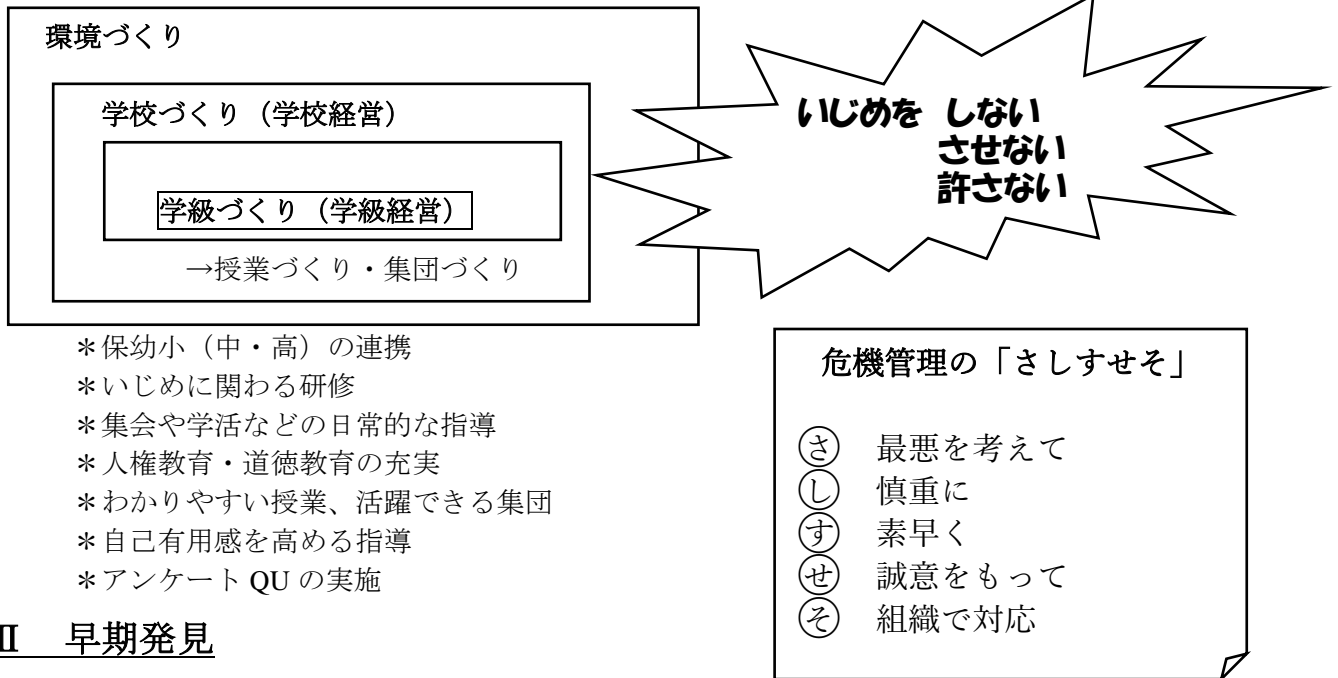 環境づくり
学校づくり（学校経営）
学級づくり（学級経営）
→授業づくり・集団づくり
いじめを しない
させない
許さない
＊保幼小（中・高）の連携
＊いじめに関わる研修
＊集会や学活などの日常的な指導
＊人権教育・道徳教育の充実
＊わかりやすい授業、活躍できる集団
＊自己有用感を高める指導
＊アンケート QU の実施
危機管理の「さしすせそ」
さ 最悪を考えて
し 慎重に
す 素早く
せ 誠意をもって
そ 組織で対応
Ⅱ 早期発見